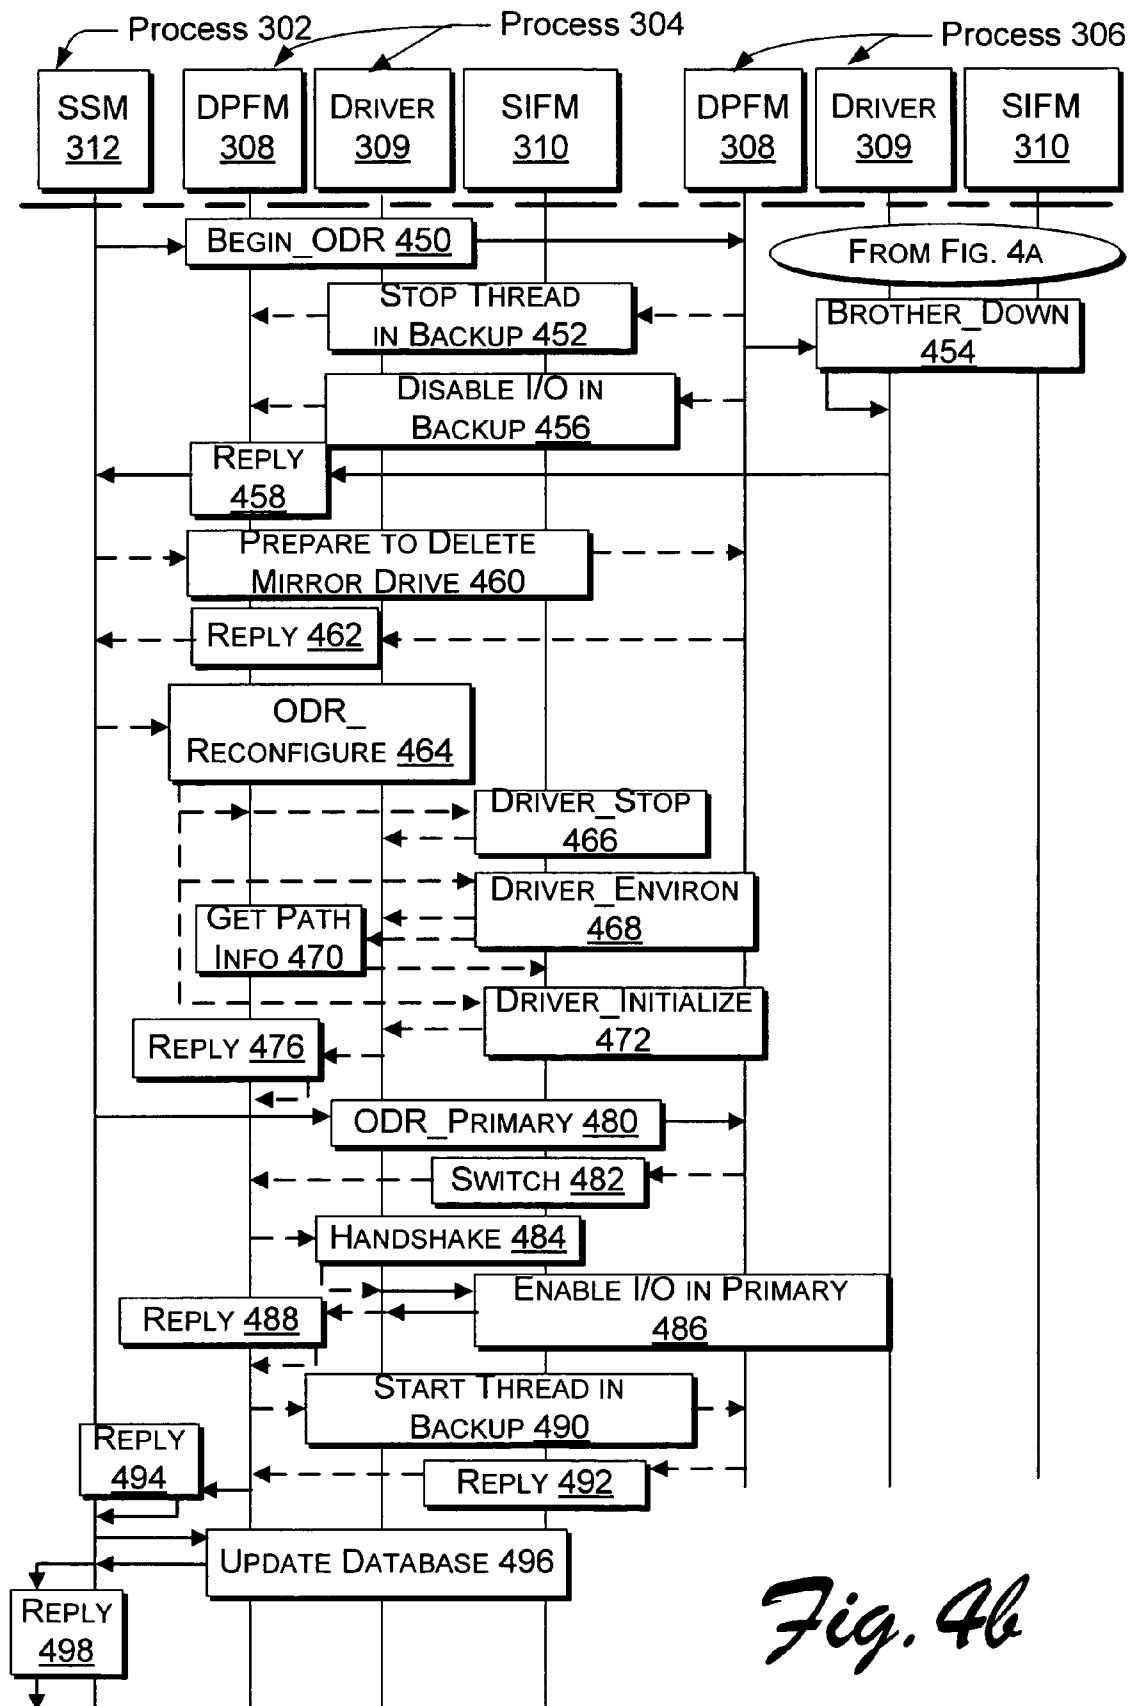 Process 302
Process 304
Process 306
SSM
312
DPFM
308
DRIVER
309
SIFM
310
DPFM
308
DRIVER
309
SIFM
310
BEGIN_ODR 450
FROM FIG. 4A
STOP THREAD
IN BACKUP 452
BROTHER_DOWN
454
DISABLE I/O IN
BACKUP 456
REPLY
458
PREPARE TO DELETE
MIRROR DRIVE 460
REPLY 462
ODR_
RECONFIGURE 464
DRIVER_STOP
466
DRIVER_ENVIRON
468
GET PATH
INFO 470
DRIVER_INITIALIZE
472
REPLY 476
ODR_PRIMARY 480
SWITCH 482
HANDSHAKE 484
ENABLE I/O IN PRIMARY
486
REPLY 488
START THREAD IN
BACKUP 490
REPLY
494
REPLY 492
UPDATE DATABASE 496
REPLY
498
Fig. 4b